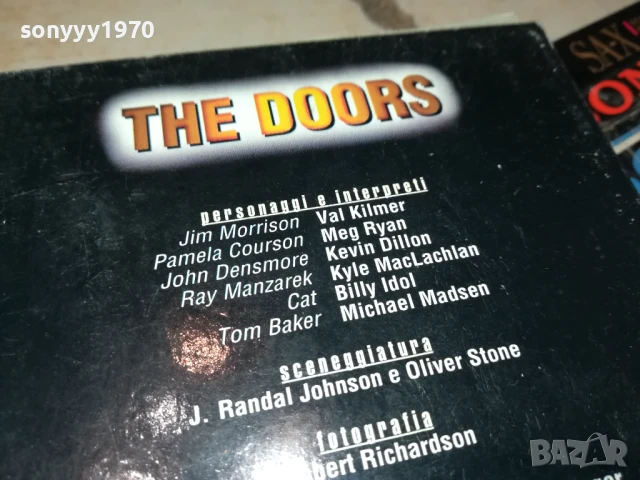 sonyyy1970
SAX
THE DOORS
personaggi e interpreti
Jim Morrison Val Kilmer
Pamela Courson Meg Ryan
John Densmore Kevin Dillon
Ray Manzarek Kyle MacLachlan
Cat Billy Idol
Tom Baker Michael Madsen
sceneggiatura
J. Randal Johnson e Oliver Stone
fotografia
Richardson
BAZAR